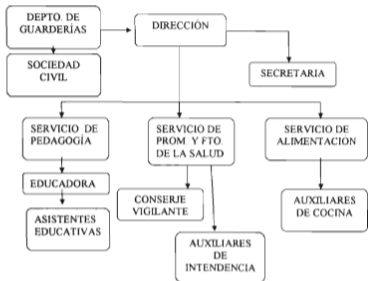 DEPTO. DE
GUARDERÍAS
DIRECCIÓN
SOCIEDAD
CIVIL
SECRETARIA
SERVICIO DE
PEDAGOGÍA
SERVICIO DE
PROM Y FTO.
DE LA SALUD
SERVICIO DE
ALIMENTACIÓN
EDUCADORA
CONSERJE
VIGILANTE
AUXILIARES
DE COCINA
ASISTENTES
EDUCATIVAS
AUXILIARES
DE
INTENDENCIA